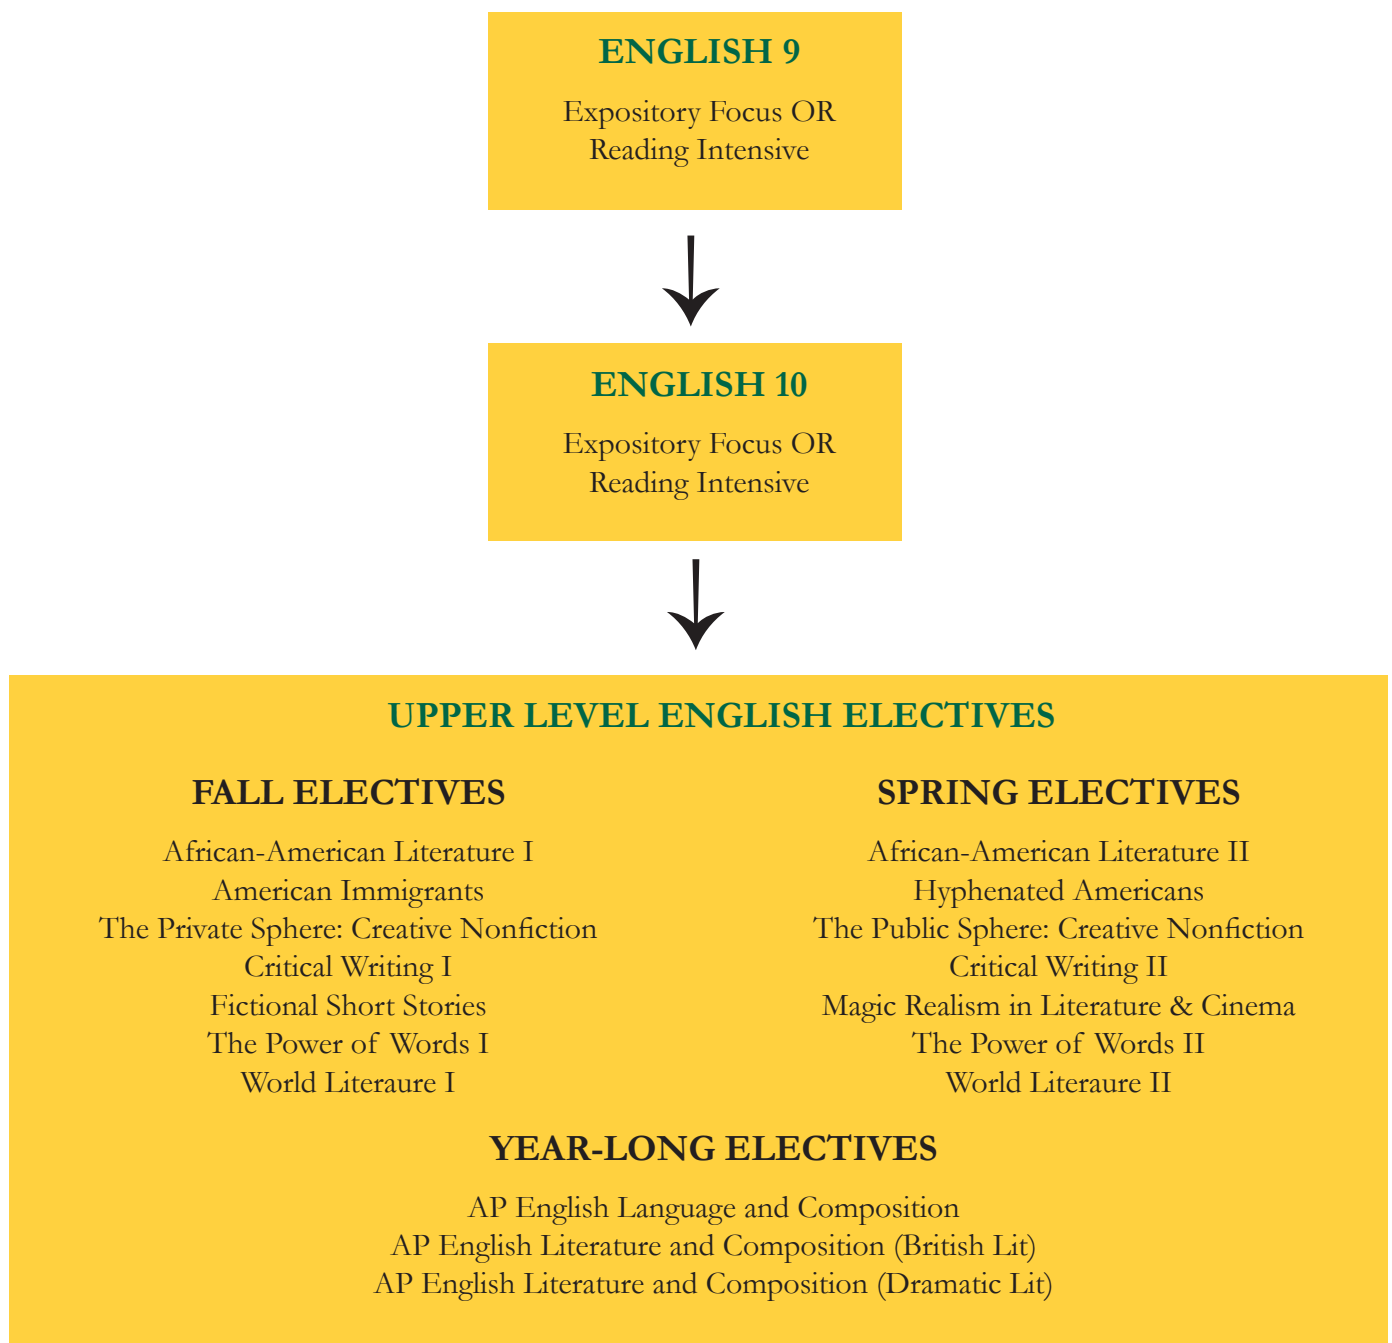 ENGLISH 9
Expository Focus OR
Reading Intensive
ENGLISH 10
Expository Focus OR
Reading Intensive
UPPER LEVEL ENGLISH ELECTIVES
FALL ELECTIVES
African-American Literature I
American Immigrants
The Private Sphere: Creative Nonfiction
Critical Writing I
Fictional Short Stories
The Power of Words I
World Literaure I
SPRING ELECTIVES
African-American Literature II
Hyphenated Americans
The Public Sphere: Creative Nonfiction
Critical Writing II
Magic Realism in Literature & Cinema
The Power of Words II
World Literaure II
YEAR-LONG ELECTIVES
AP English Language and Composition
AP English Literature and Composition (British Lit)
AP English Literature and Composition (Dramatic Lit)